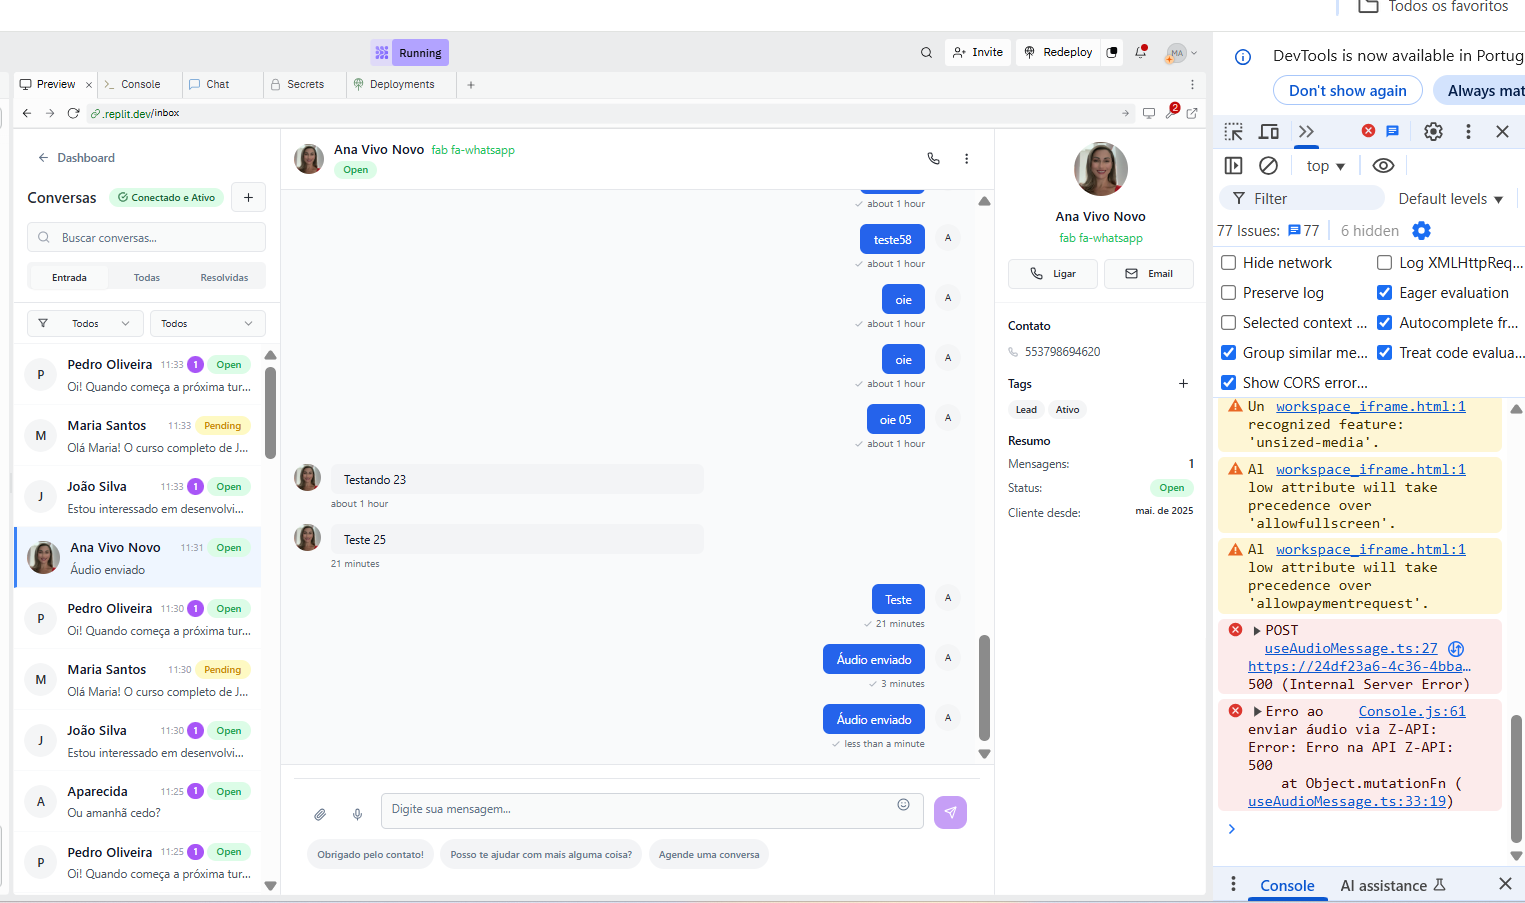 Todos os favoritos
Running
Invite
Redeploy
MA
Preview
Console
Chat
Secrets
Deployments
.replit.dev/inbox
2
Dashboard
Conversas
Conectado e Ativo
Buscar conversas...
Entrada
Todas
Resolvidas
Todos
Todos
P
Pedro Oliveira
11:33
1
Open
Oi! Quando começa a próxima tur...
M
Maria Santos
11:33
Pending
Olá Maria! O curso completo de J...
J
João Silva
11:33
1
Open
Estou interessado em desenvolvi...
Ana Vivo Novo
11:31
Open
Áudio enviado
P
Pedro Oliveira
11:30
1
Open
Oi! Quando começa a próxima tur...
M
Maria Santos
11:30
Pending
Olá Maria! O curso completo de J...
J
João Silva
11:30
1
Open
Estou interessado em desenvolvi...
A
Aparecida
11:25
1
Open
Ou amanhã cedo?
P
Pedro Oliveira
11:25
1
Open
Oi! Quando começa a próxima tur...
Ana Vivo Novo
fab fa-whatsapp
Open
about 1 hour
teste58
A
about 1 hour
oie
A
about 1 hour
oie
A
about 1 hour
oie 05
A
about 1 hour
Testando 23
about 1 hour
Teste 25
21 minutes
Teste
A
21 minutes
Áudio enviado
A
3 minutes
Áudio enviado
A
less than a minute
Digite sua mensagem...
Obrigado pelo contato!
Posso te ajudar com mais alguma coisa?
Agende uma conversa
Ana Vivo Novo
fab fa-whatsapp
Ligar
Email
Contato
553798694620
Tags
Lead
Ativo
Resumo
Mensagens:
1
Status:
Open
Cliente desde:
mai. de 2025
DevTools is now available in Portug
Don't show again
Always mat
top
Filter
Default levels
77 Issues:
77
6 hidden
Hide network
Log XMLHttpReq...
Preserve log
Eager evaluation
Selected context ...
Autocomplete fr...
Group similar me...
Treat code evalua...
Show CORS error...
Un workspace_iframe.html:1
recognized feature:
'unsized-media'.
Al workspace_iframe.html:1
low attribute will take
precedence over
'allowfullscreen'.
Al workspace_iframe.html:1
low attribute will take
precedence over
'allowpaymentrequest'.
POST
useAudioMessage.ts:27
https://24df23a6-4c36-4bba…
500 (Internal Server Error)
Erro ao Console.js:61
enviar áudio via Z-API:
Error: Erro na API Z-API:
500
at Object.mutationFn (
useAudioMessage.ts:33:19)
Console
AI assistance